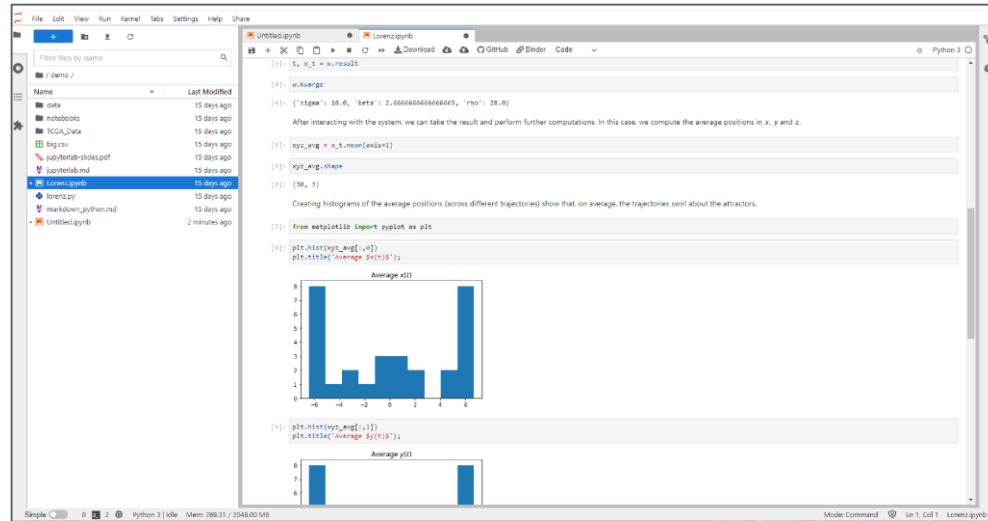 File Edit View Run Kernel Tabs Settings Help Share
Filter files by name
/ demo /
Name Last Modified
data 15 days ago
notebooks 15 days ago
TCGA_Data 15 days ago
big.csv 15 days ago
jupyterlab-slides.pdf 15 days ago
jupyterlab.md 15 days ago
Lorenz.ipynb 15 days ago
lorenz.py 15 days ago
markdown_python.md 15 days ago
Untitled.ipynb 2 minutes ago
Untitled.ipynb Lorenz.ipynb
Download GitHub Binder Code Python 3
[3]: t, x_t = w.result
[4]: w.kwargs
[4]: {'sigma': 10.0, 'beta': 2.6666666666666665, 'rho': 28.0}
After interacting with the system, we can take the result and perform further computations. In this case, we compute the average positions in x, y and z.
[5]: xyz_avg = x_t.mean(axis=1)
[6]: xyz_avg.shape
[6]: (30, 3)
Creating histograms of the average positions (across different trajectories) show that, on average, the trajectories swirl about the attractors.
[7]: from matplotlib import pyplot as plt
[8]: plt.hist(xyz_avg[:,0])
plt.title('Average $x(t)$');
Average x(t)
8
7
6
5
4
3
2
1
0
−6 −4 −2 0 2 4 6
[9]: plt.hist(xyz_avg[:,1])
plt.title('Average $y(t)$');
Average y(t)
8
7
6
Simple 0 2 Python 3 | Idle Mem: 269.31 / 2048.00 MB Mode: Command Ln 1, Col 1 Lorenz.ipynb